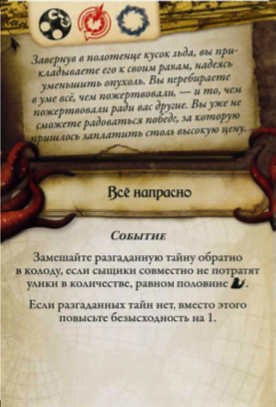 Завернув в полотенце кусок льда, вы при-
кладываете его к своим ранам, надеясь
уменьшить опухоль. Вы перебираете
в уме всё, чем пожертвовали, — и то, чем
пожертвовали ради вас другие. Вы уже не
сможете радоваться победе, за которую
пришлось заплатить столь высокую цену.
Всё напрасно
Событие
Замешайте разгаданную тайну обратно
в колоду, если сыщики совместно не потратят
улики в количестве, равном половине .
Если разгаданных тайн нет, вместо этого
повысьте безысходность на 1.